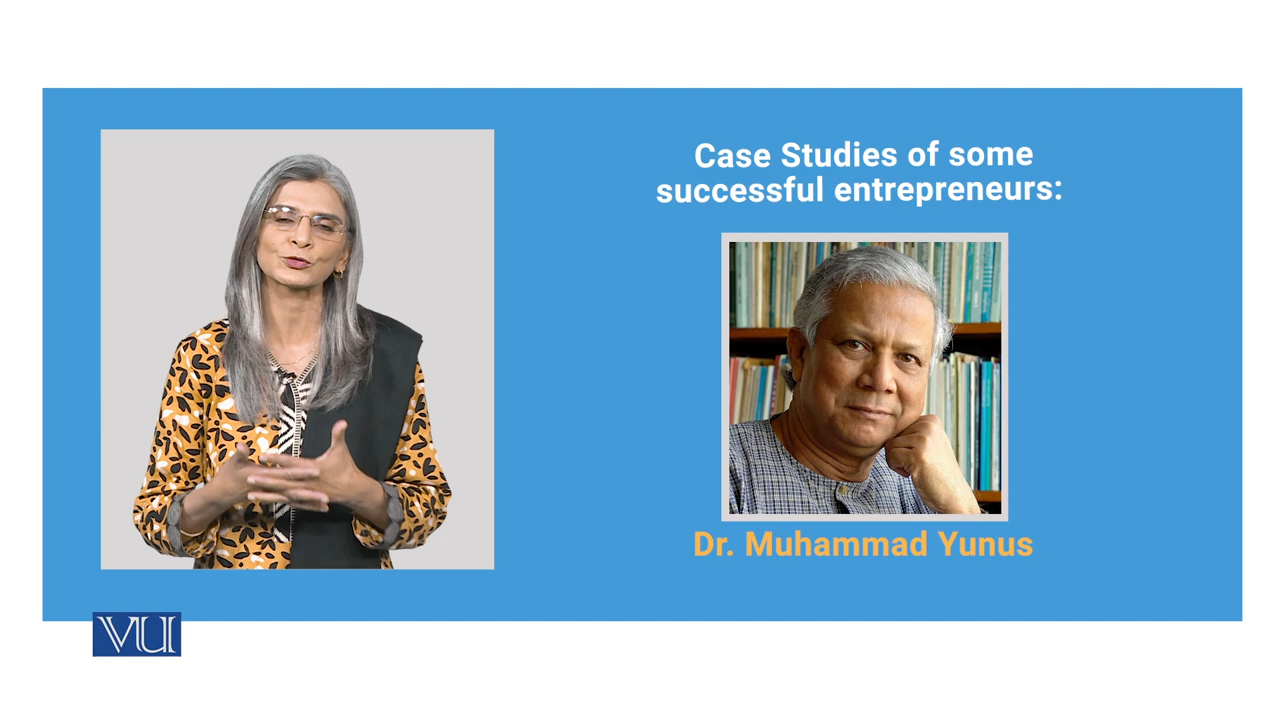 Case Studies of some
successful entrepreneurs:
Dr. Muhammad Yunus
VU